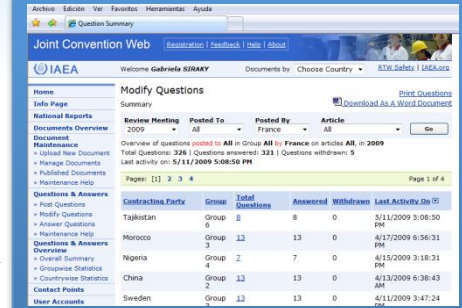 Archivo Edición Ver Favoritos Herramientas Ayuda
Question Summary
Joint Convention Web Registration | Feedback | Help | About
IAEA Welcome Gabriela SIRAKY Documents by Choose Country RTW Safety | IAEA.org
Home
Info Page
National Reports
Documents Overview
Document Maintenance
» Upload New Document
» Manage Documents
» Published Documents
» Maintenance Help
Questions & Answers
» Post Questions
» Modify Questions
» Answer Questions
» Maintenance Help
Questions & Answers Overview
» Overall Summary
» Groupwise Statistics
» Countrywise Statistics
Contact Points
User Accounts
Modify Questions
Summary
Print Questions
Download As A Word Document
Review Meeting Posted To Posted By Article
2009 All France All Go
Overview of questions posted to All in Group All by France on articles All, in 2009
Total Questions: 326 | Questions answered: 321 | Questions withdrawn: 5
Last activity on: 5/11/2009 5:08:50 PM
Pages: [1] 2 3 4 Page 1 of 4
Contracting Party Group Total Questions Answered Withdrawn Last Activity On
Tajikistan Group 6 8 8 0 5/11/2009 5:08:50 PM
Morocco Group 3 13 13 0 4/17/2009 6:56:31 PM
Nigeria Group 4 7 7 0 4/15/2009 3:18:31 PM
China Group 2 13 13 0 4/13/2009 6:38:43 AM
Sweden Group 3 13 13 0 4/11/2009 3:47:24 PM